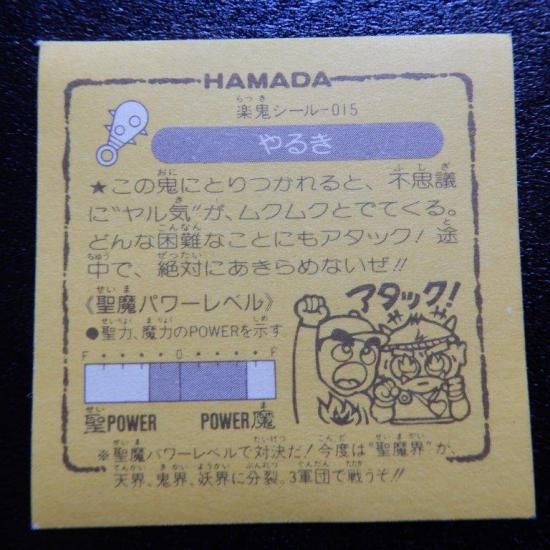 HAMADA
楽鬼シール-015
やるき
★この鬼にとりつかれると、不思議
に"ヤル気"が、ムクムクとでてくる。
どんな困難なことにもアタック!途
中で、絶対にあきらめないぜ!!
《聖魔パワーレベル》
●聖力、魔力のPOWERを示す。
F・・・・0・・・・F
聖POWER POWER魔
アタック!
※聖魔パワーレベルで対決だ!今度は"聖魔界"が、
天界、鬼界、妖界に分裂。3軍団で戦うぞ!!